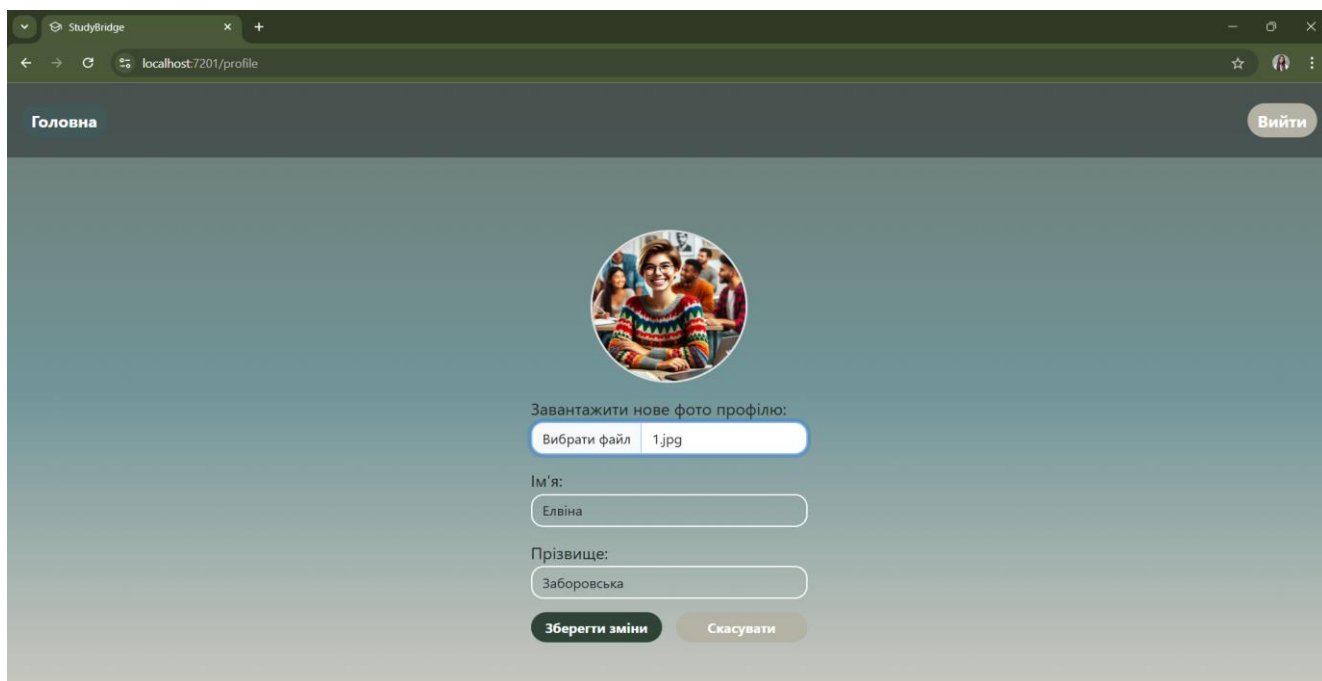 StudyBridge
localhost:7201/profile
Головна
Вийти
Завантажити нове фото профілю:
Вибрати файл 1.jpg
Ім'я:
Елвіна
Прізвище:
Заборовська
Зберегти зміни Скасувати